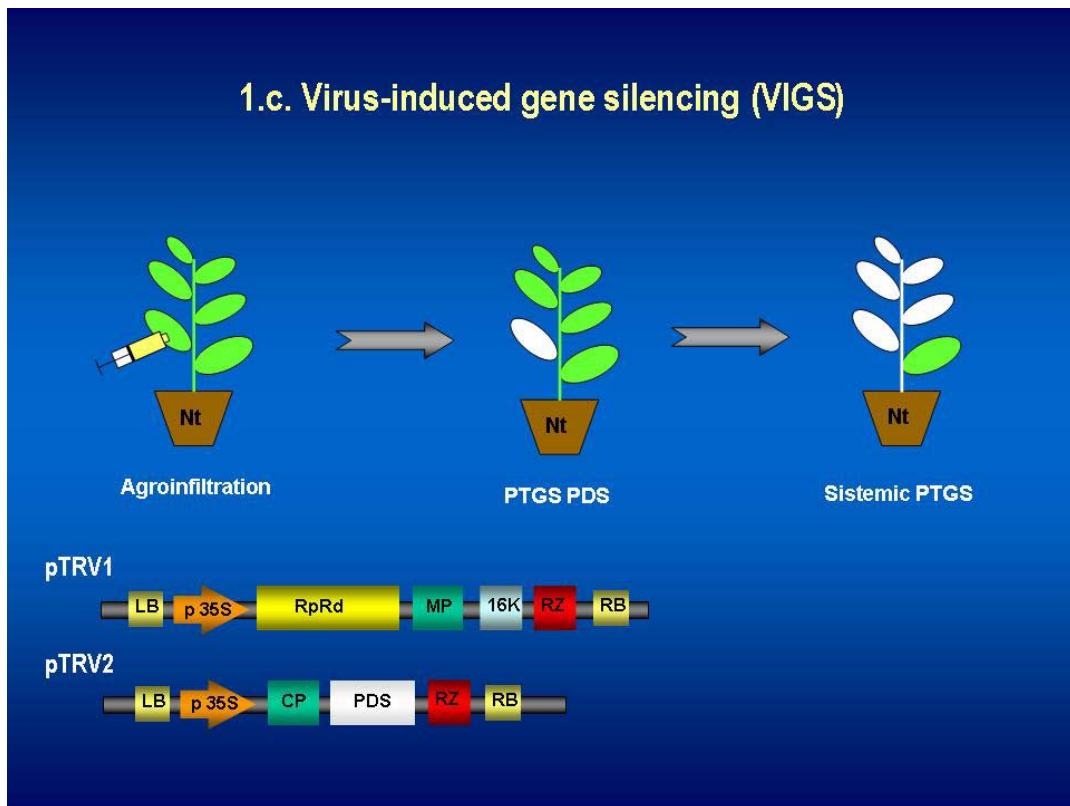 1.c. Virus-induced gene silencing (VIGS)
Nt
Nt
Nt
Agroinfiltration
PTGS PDS
Sistemic PTGS
pTRV1
LB p 35S RpRd MP 16K RZ RB
pTRV2
LB p 35S CP PDS RZ RB